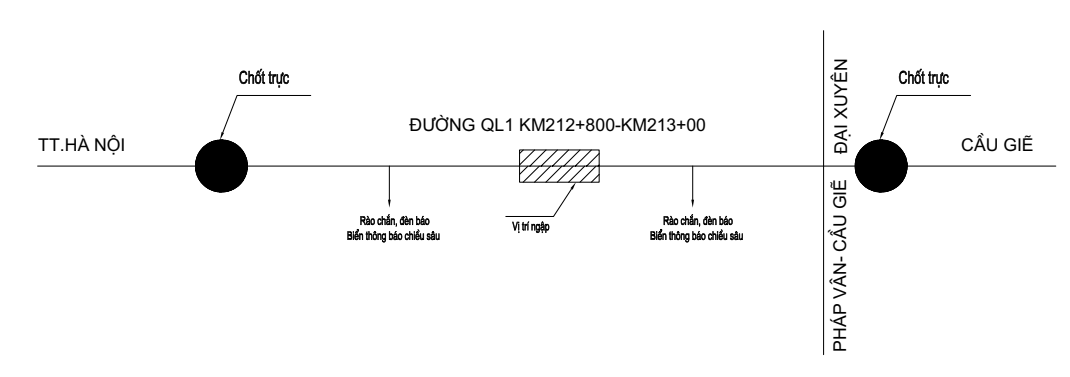 Chốt trực
Chốt trực
ĐƯỜNG QL1 KM212+800-KM213+00
TT.HÀ NỘI
CẦU GIẼ
ĐẠI XUYÊN
Rào chắn, đèn báo
Biển thông báo chiều sâu
Vị trí ngập
Rào chắn, đèn báo
Biển thông báo chiều sâu
PHÁP VÂN- CẦU GIẼ